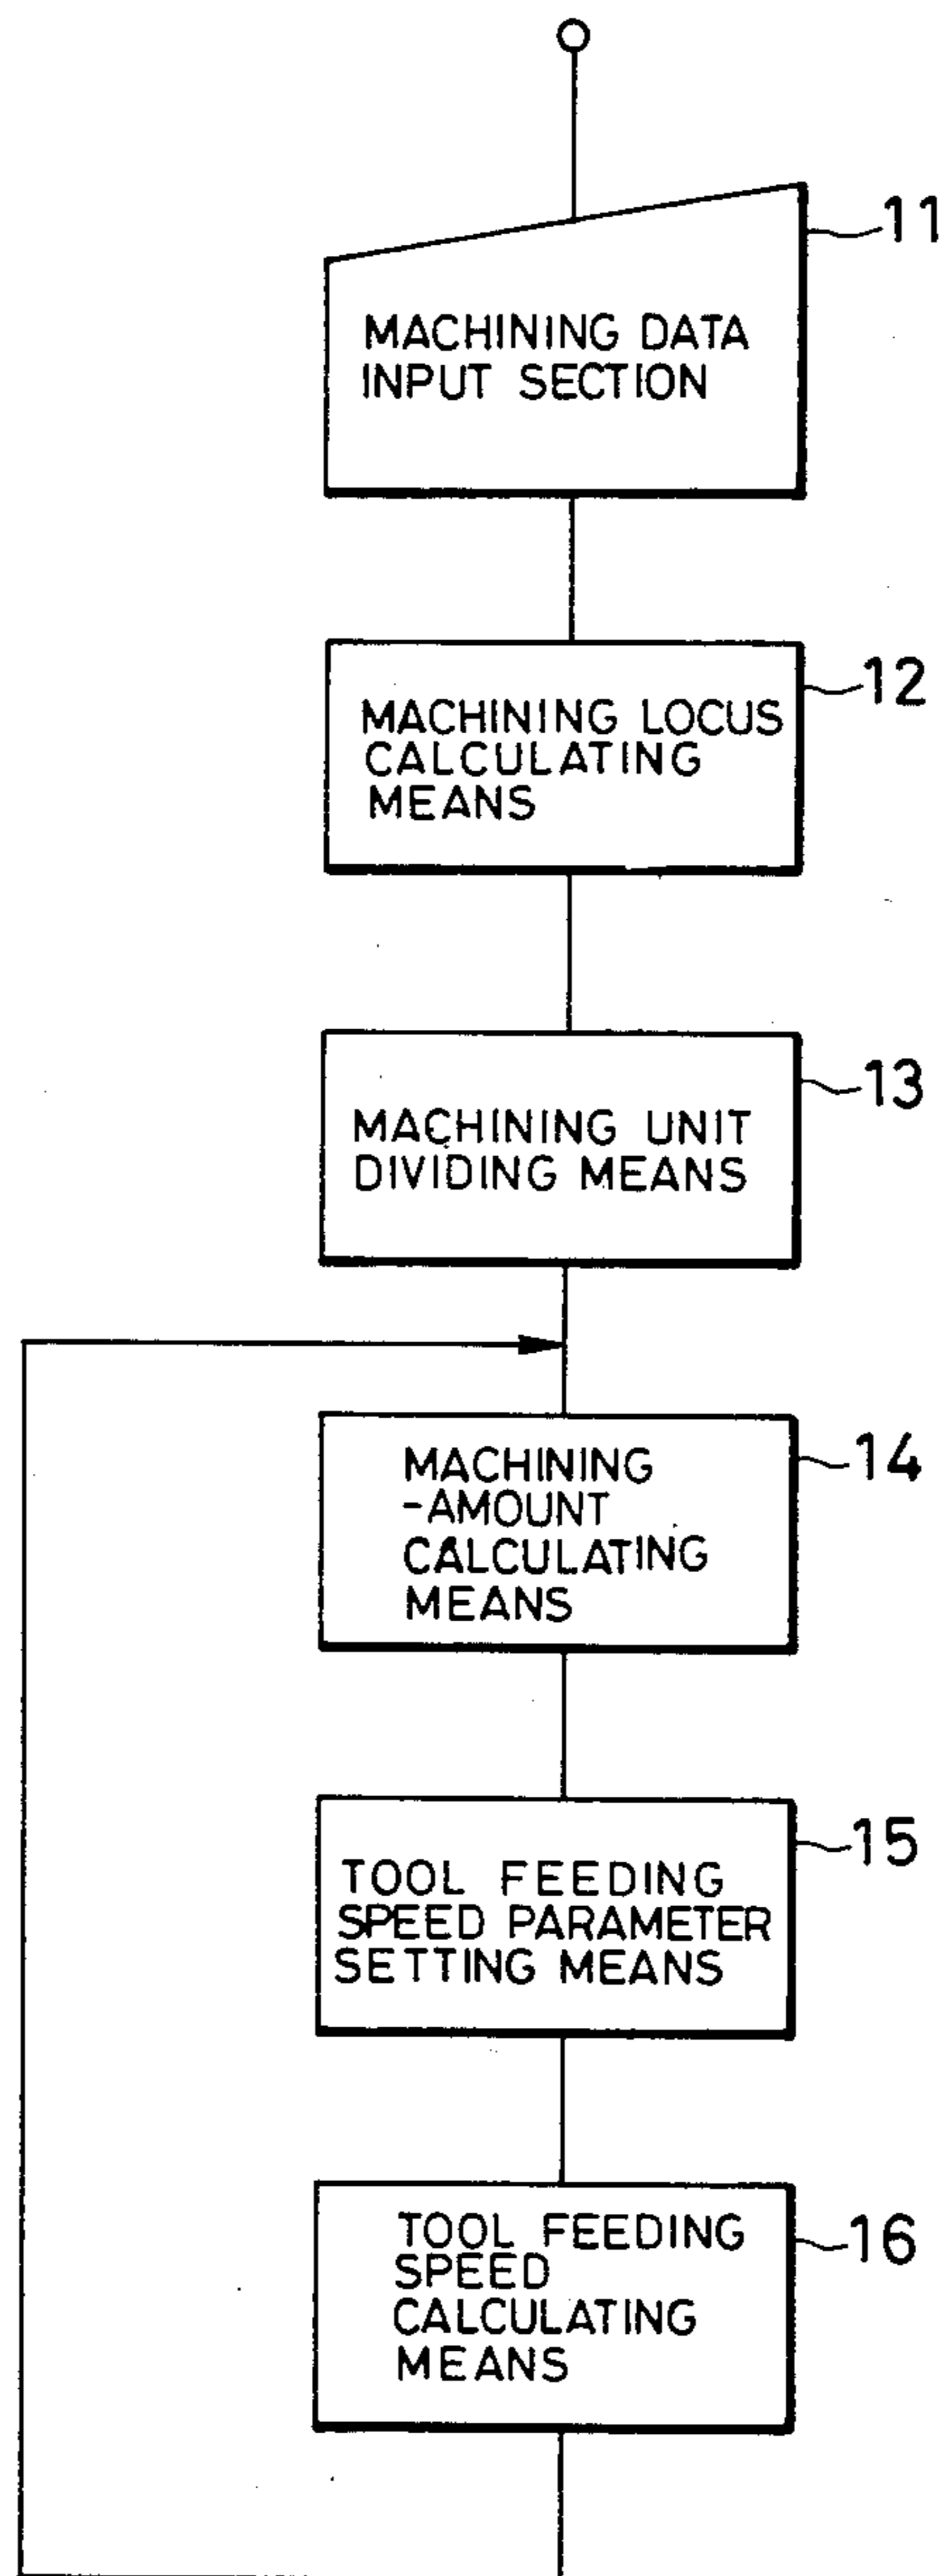 11
MACHINING DATA
INPUT SECTION
12
MACHINING LOCUS
CALCULATING
MEANS
13
MACHINING UNIT
DIVIDING MEANS
14
MACHINING
-AMOUNT
CALCULATING
MEANS
15
TOOL FEEDING
SPEED PARAMETER
SETTING MEANS
16
TOOL FEEDING
SPEED
CALCULATING
MEANS